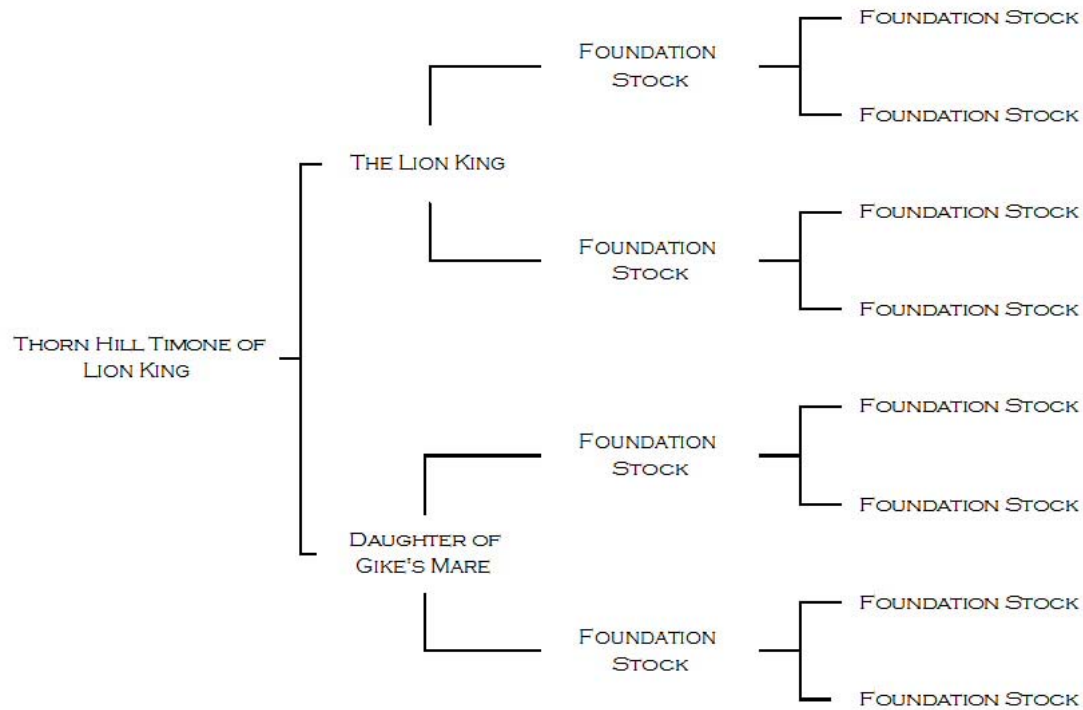 Foundation Stock
Foundation
Stock
Foundation Stock
The Lion King
Foundation Stock
Foundation
Stock
Foundation Stock
Thorn Hill Timone of
Lion King
Foundation Stock
Foundation
Stock
Foundation Stock
Daughter of
Gike's Mare
Foundation Stock
Foundation
Stock
Foundation Stock